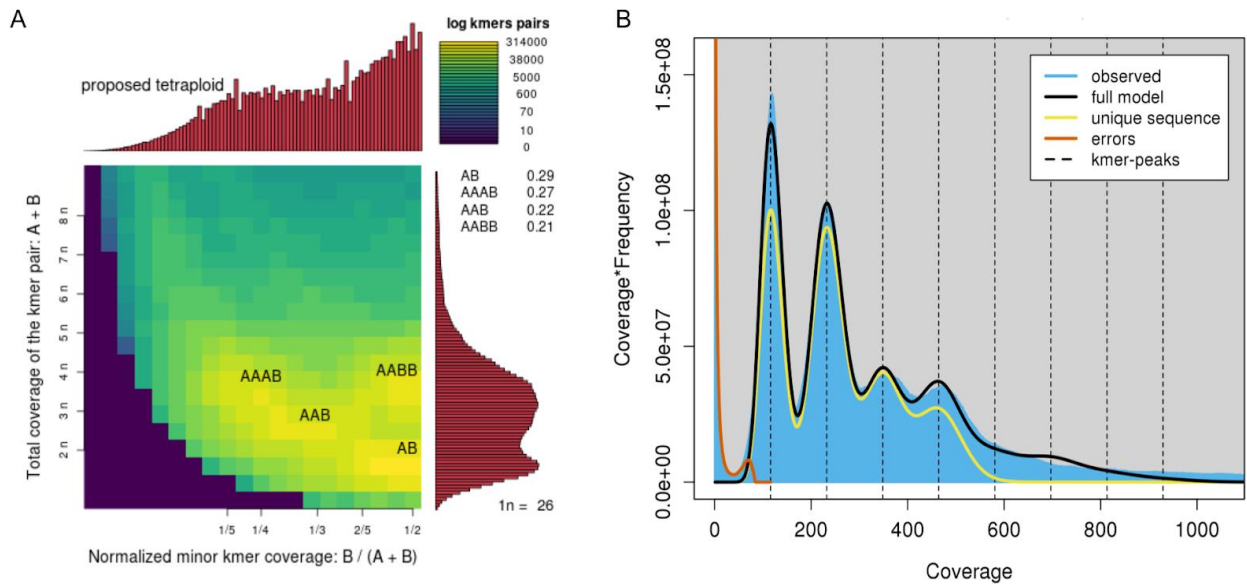 A
log kmers pairs
314000
38000
5000
600
70
10
0
proposed tetraploid
AB 0.29
AAAB 0.27
AAB 0.22
AABB 0.21
Total coverage of the kmer pair: A + B
8 n
7 n
6 n
5 n
4 n
3 n
2 n
AAAB
AABB
AAB
AB
1n = 26
1/5
1/4
1/3
2/5
1/2
Normalized minor kmer coverage: B / (A + B)
B
observed
full model
unique sequence
errors
kmer-peaks
Coverage*Frequency
1.5e+08
1.0e+08
5.0e+07
0.0e+00
0
200
400
600
800
1000
Coverage